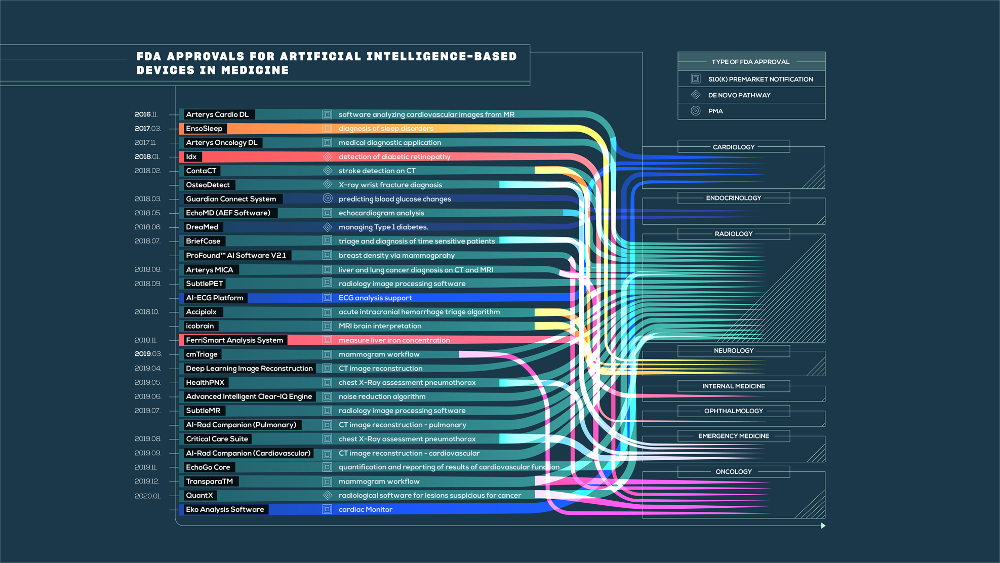 FDA APPROVALS FOR ARTIFICIAL INTELLIGENCE-BASED
DEVICES IN MEDICINE
TYPE OF FDA APPROVAL
510(K) PREMARKET NOTIFICATION
DE NOVO PATHWAY
PMA
2016.11. Arterys Cardio DL software analyzing cardiovascular images from MR
2017.03. EnsoSleep diagnosis of sleep disorders
2017.11. Arterys Oncology DL medical diagnostic application
2018.01. Idx detection of diabetic retinopathy
2018.02. ContaCT stroke detection on CT
OsteoDetect X-ray wrist fracture diagnosis
2018.03. Guardian Connect System predicting blood glucose changes
2018.05. EchoMD (AEF Software) echocardiogram analysis
2018.06. DreaMed managing Type 1 diabetes.
2018.07. BriefCase triage and diagnosis of time sensitive patients
ProFound™ AI Software V2.1 breast density via mammogprahy
2018.08. Arterys MICA liver and lung cancer diagnosis on CT and MRI
2018.09. SubtlePET radiology image processing software
AI-ECG Platform ECG analysis support
2018.10. Accipiolx acute intracranial hemorrhage triage algorithm
icobrain MRI brain interpretation
2018.11. FerriSmart Analysis System measure liver iron concentration
2019.03. cmTriage mammogram workflow
2019.04. Deep Learning Image Reconstruction CT image reconstruction
2019.05. HealthPNX chest X-Ray assessment pneumothorax
2019.06. Advanced Intelligent Clear-IQ Engine noise reduction algorithm
2019.07. SubtleMR radiology image processing software
AI-Rad Companion (Pulmonary) CT image reconstruction - pulmonary
2019.08. Critical Care Suite chest X-Ray assessment pneumothorax
2019.09. AI-Rad Companion (Cardiovascular) CT image reconstruction - cardiovascular
2019.11. EchoGo Core quantification and reporting of results of cardiovascular function
2019.12. TransparaTM mammogram workflow
2020.01. QuantX radiological software for lesions suspicious for cancer
Eko Analysis Software cardiac Monitor
CARDIOLOGY
ENDOCRINOLOGY
RADIOLOGY
NEUROLOGY
INTERNAL MEDICINE
OPHTHALMOLOGY
EMERGENCY MEDICINE
ONCOLOGY